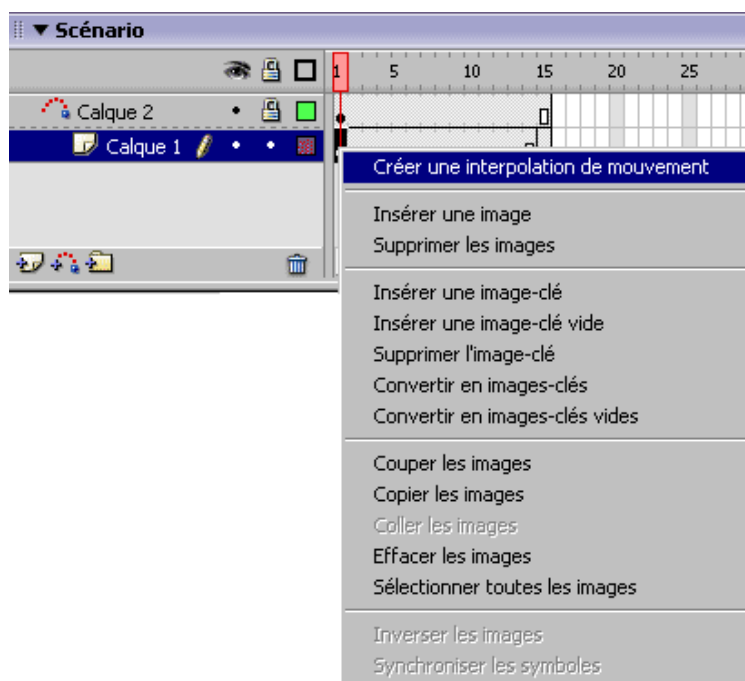 Scénario
1 5 10 15 20 25
Calque 2
Calque 1
Créer une interpolation de mouvement
Insérer une image
Supprimer les images
Insérer une image-clé
Insérer une image-clé vide
Supprimer l'image-clé
Convertir en images-clés
Convertir en images-clés vides
Couper les images
Copier les images
Coller les images
Effacer les images
Sélectionner toutes les images
Inverser les images
Synchroniser les symboles